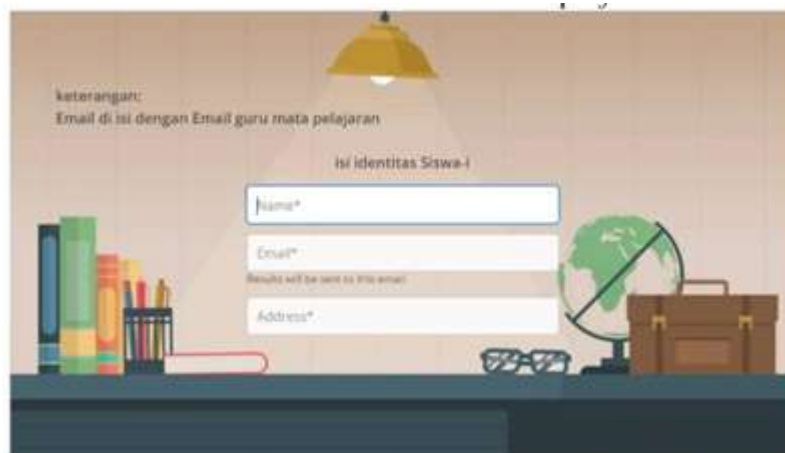 keterangan:
Email di isi dengan Email guru mata pelajaran
isi identitas Siswa-i
Name*
Email*
Results will be sent to this email
Address*